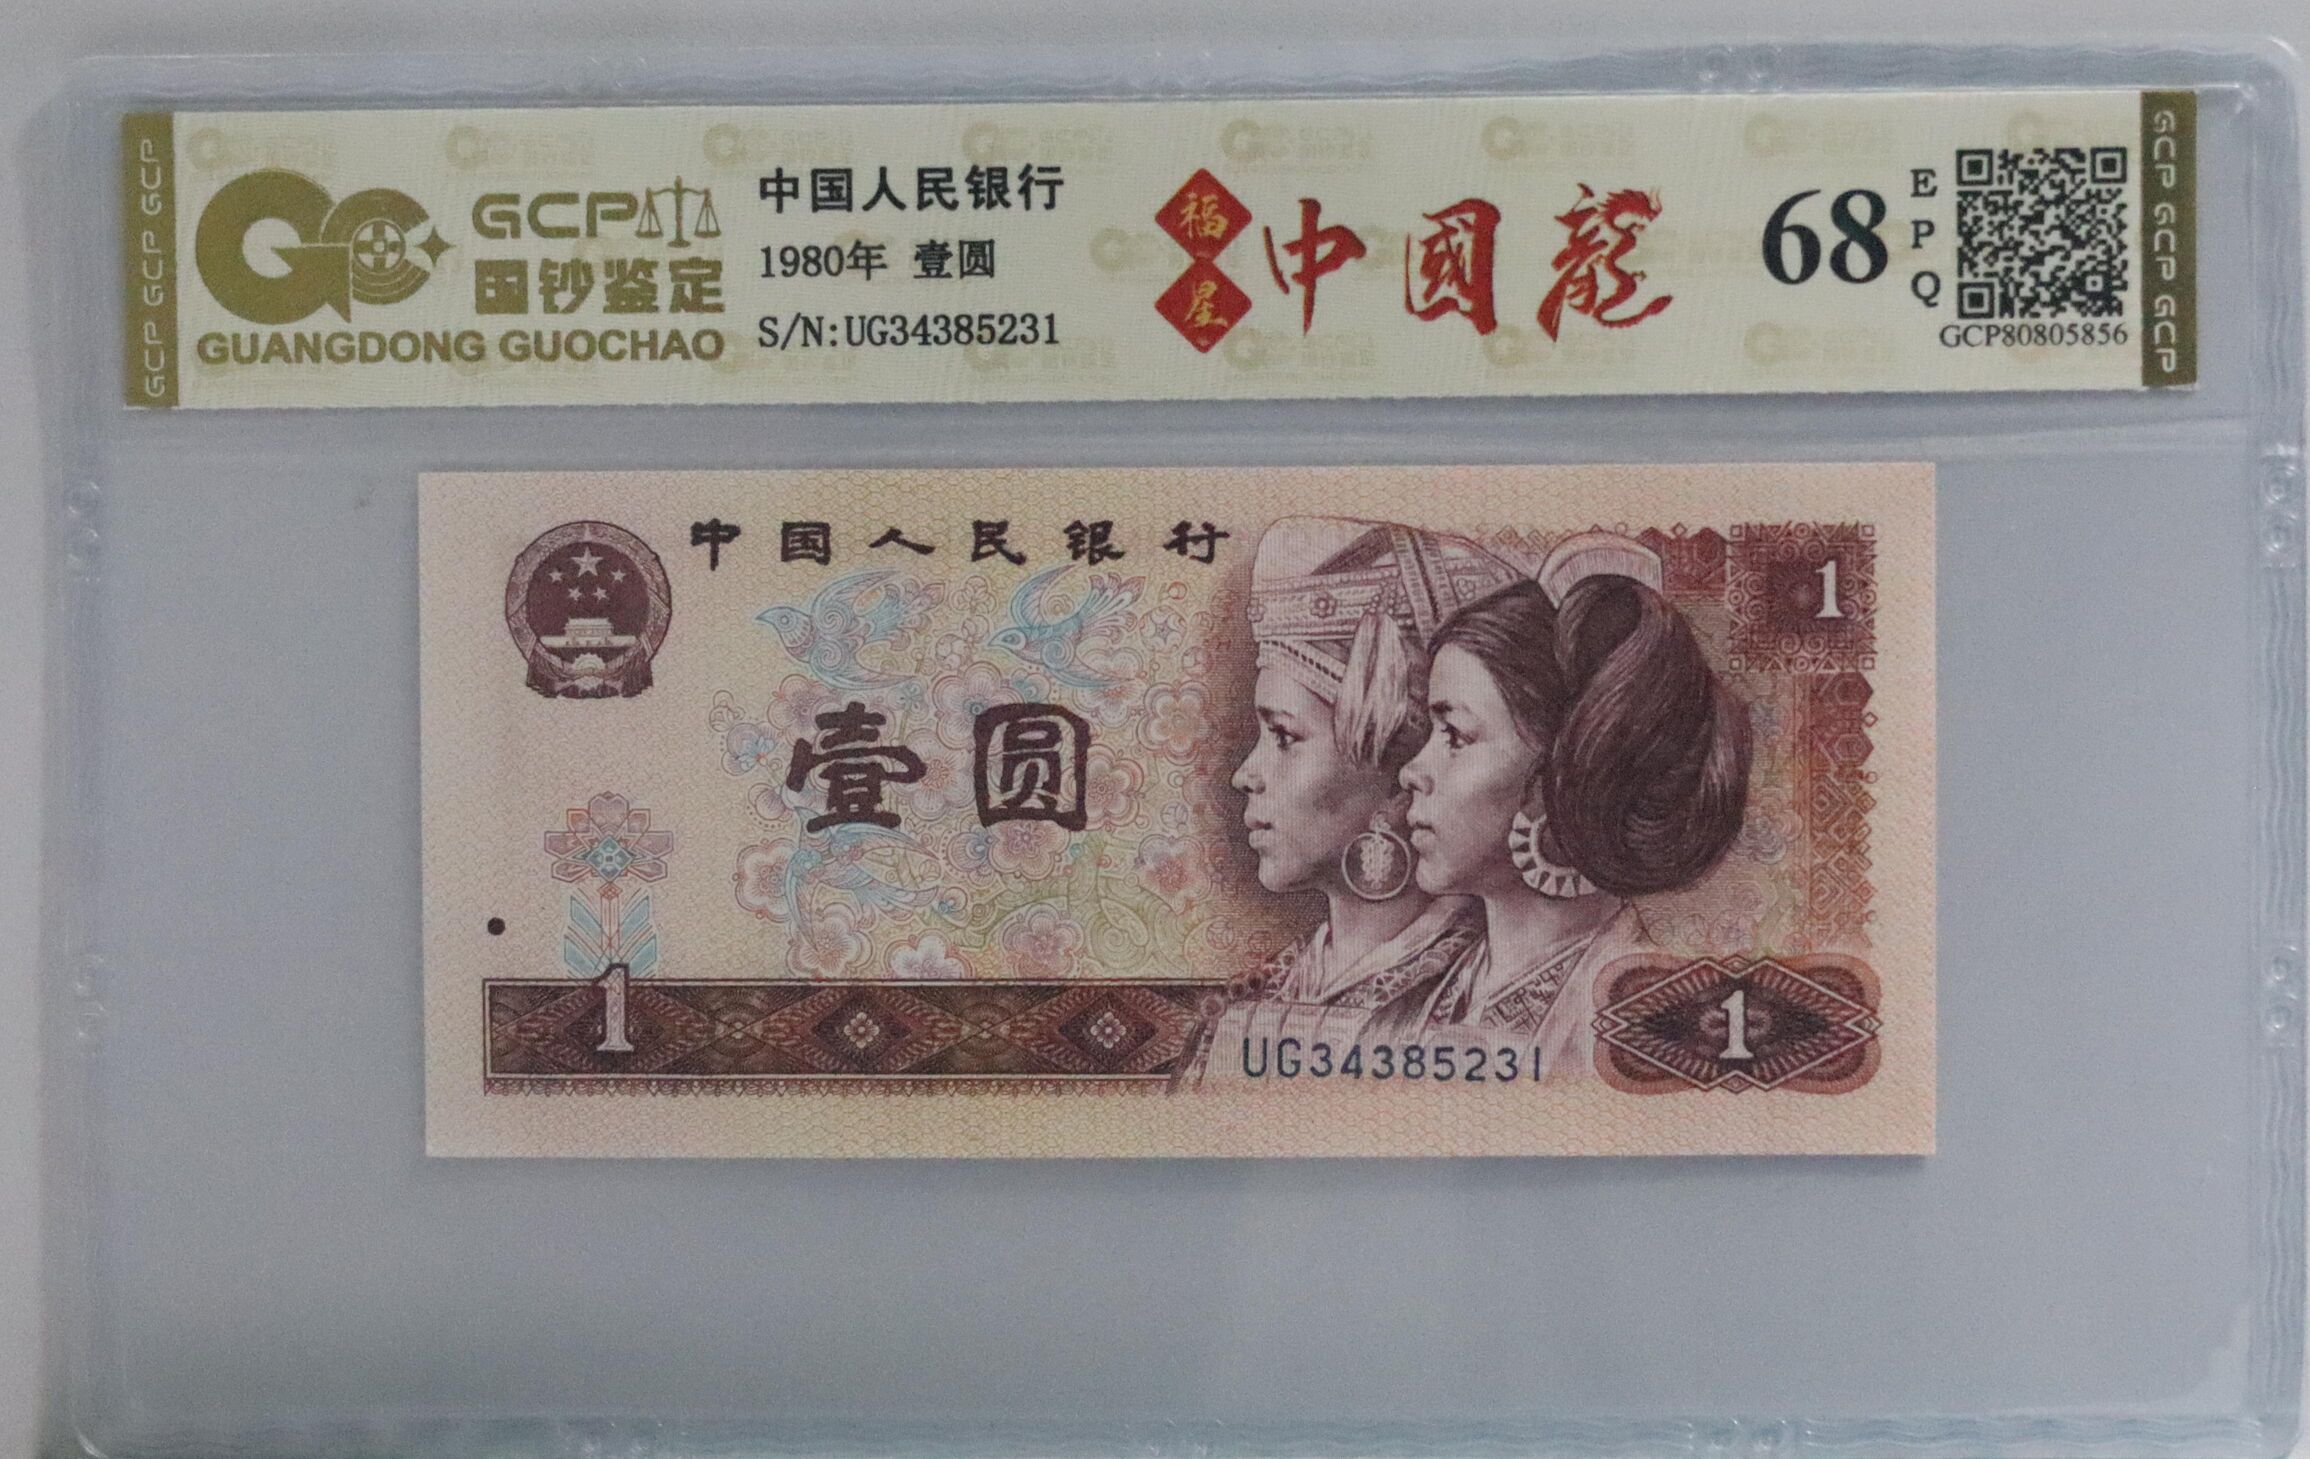 GCP GCP GCP
GCP
国钞鉴定
GUANGDONG GUOCHAO
中国人民银行
1980年 壹圆
S/N:UG34385231
福星
中國龍
68
EPQ
GCP80805856
GCP GCP GCP
中国人民银行
1
壹圆
1
UG34385231
1